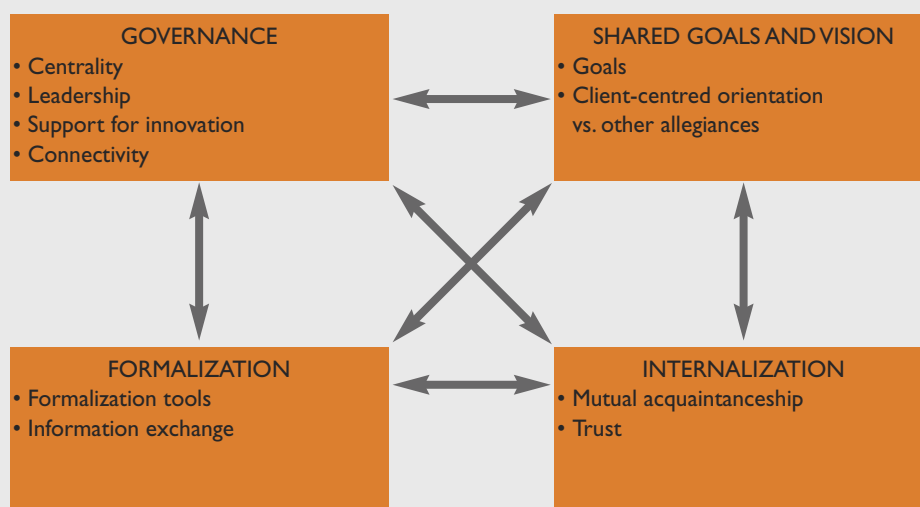 GOVERNANCE
• Centrality
• Leadership
• Support for innovation
• Connectivity
SHARED GOALS AND VISION
• Goals
• Client-centred orientation
vs. other allegiances
FORMALIZATION
• Formalization tools
• Information exchange
INTERNALIZATION
• Mutual acquaintanceship
• Trust